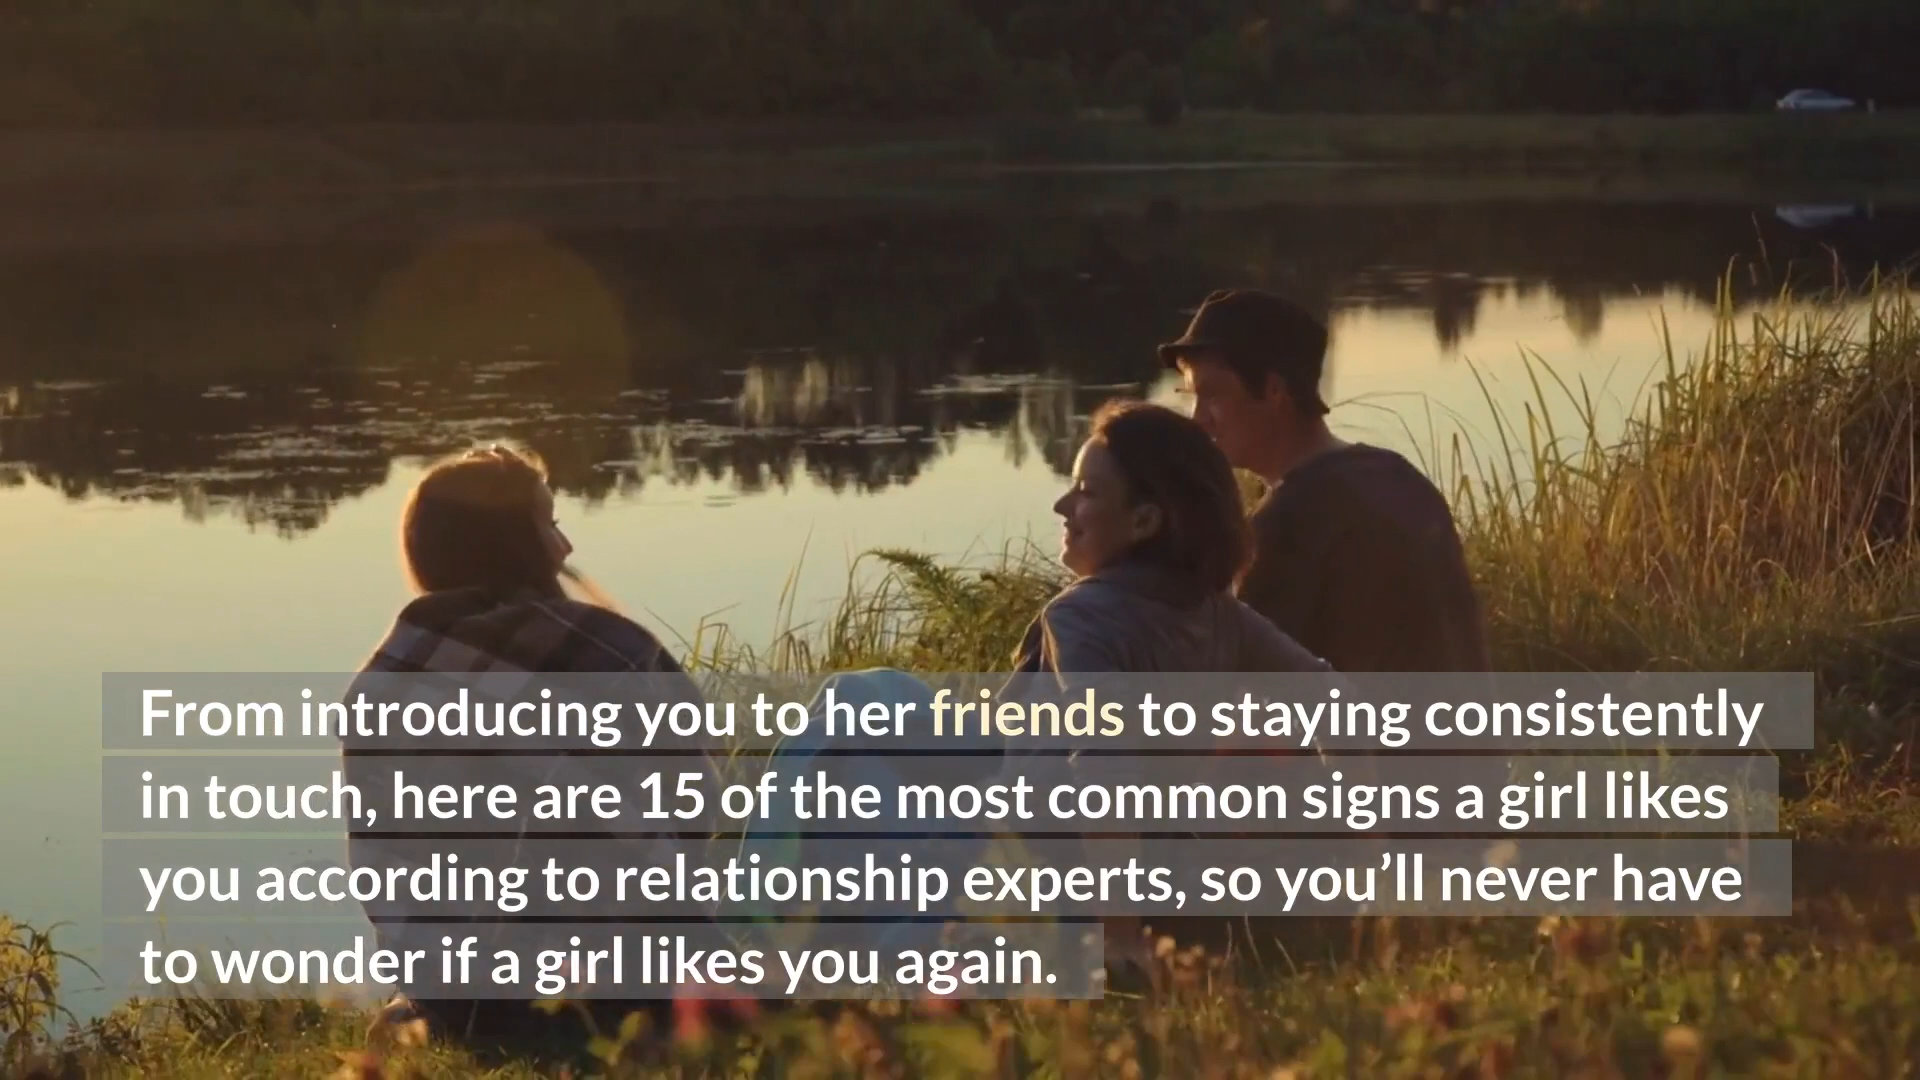 From introducing you to her friends to staying consistently
in touch, here are 15 of the most common signs a girl likes
you according to relationship experts, so you’ll never have
to wonder if a girl likes you again.